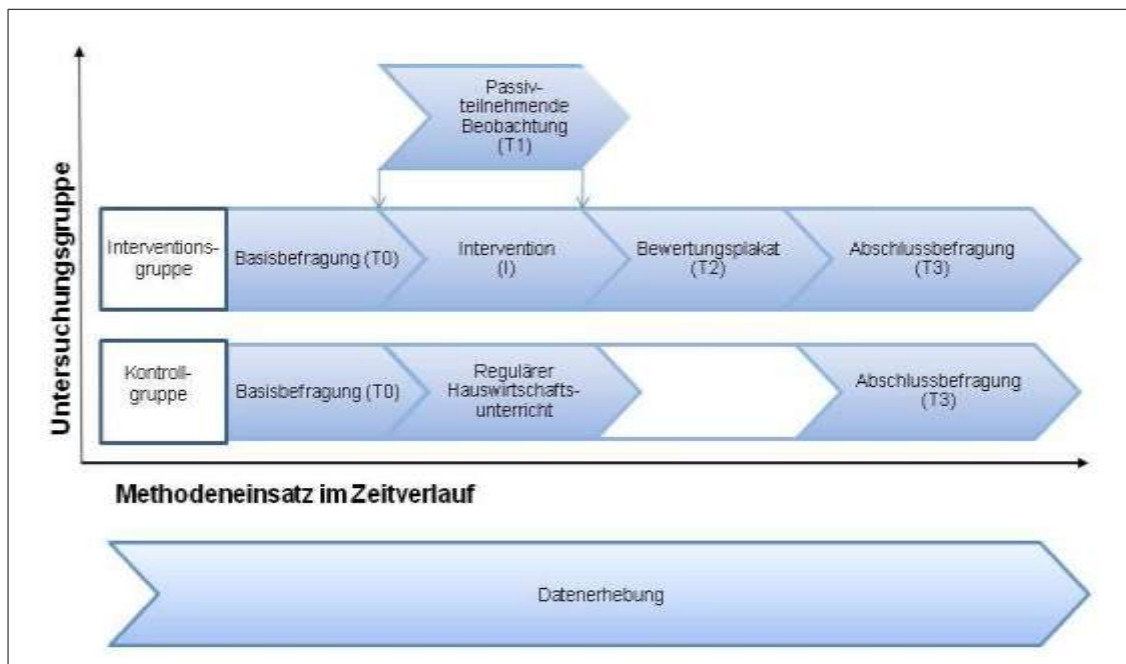 Untersuchungsgruppe
Passiv-
teilnehmende
Beobachtung
(T1)
Interventions-
gruppe
Basisbefragung (T0)
Intervention
(I)
Bewertungsplakat
(T2)
Abschlussbefragung
(T3)
Kontroll-
gruppe
Basisbefragung (T0)
Regulärer
Hauswirtschafts-
unterricht
Abschlussbefragung
(T3)
Methodeneinsatz im Zeitverlauf
Datenerhebung